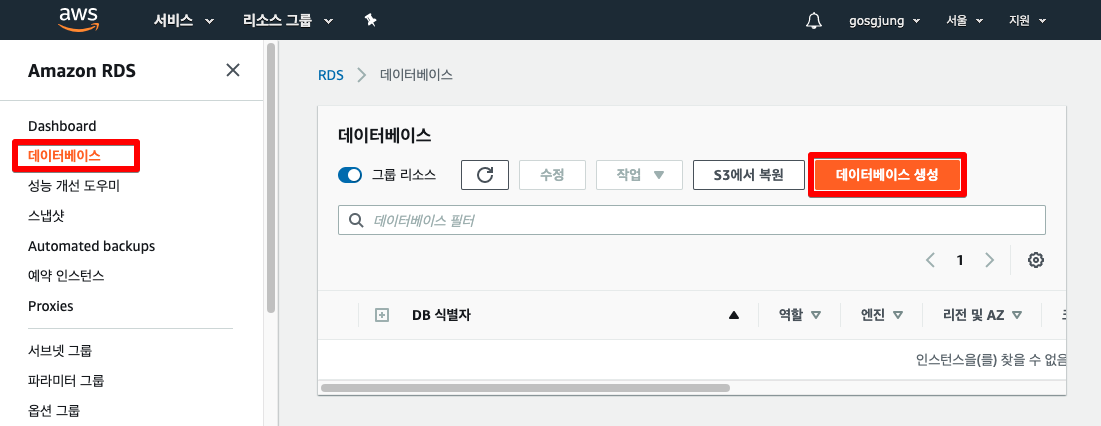 aws 서비스 리소스 그룹 gosgjung 서울 지원
Amazon RDS
Dashboard
데이터베이스
성능 개선 도우미
스냅샷
Automated backups
예약 인스턴스
Proxies
서브넷 그룹
파라미터 그룹
옵션 그룹
RDS 데이터베이스
데이터베이스
그룹 리소스 수정 작업 S3에서 복원 데이터베이스 생성
데이터베이스 필터
1
DB 식별자 역할 엔진 리전 및 AZ
인스턴스을(를) 찾을 수 없음